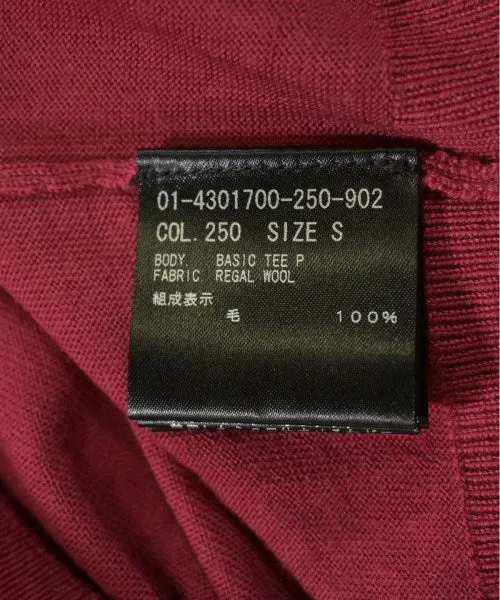 01-4301700-250-902
COL.250 SIZE S
BODY. BASIC TEE P
FABRIC REGAL WOOL
組成表示
毛 100%